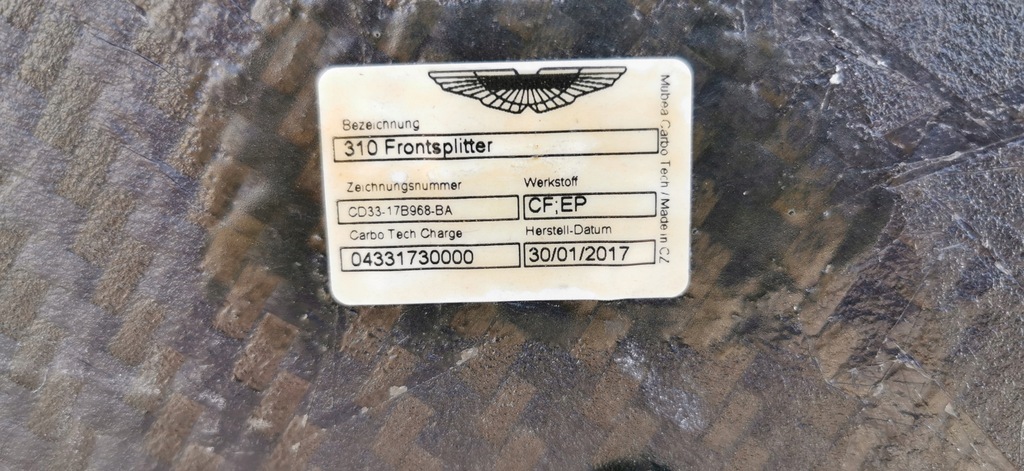 Bezeichnung
310 Frontsplitter
Zeichnungsnummer
CD33-17B968-BA
Werkstoff
CF;EP
Carbo Tech Charge
04331730000
Herstell-Datum
30/01/2017
Mubea Carbo Tech / Made in CZ